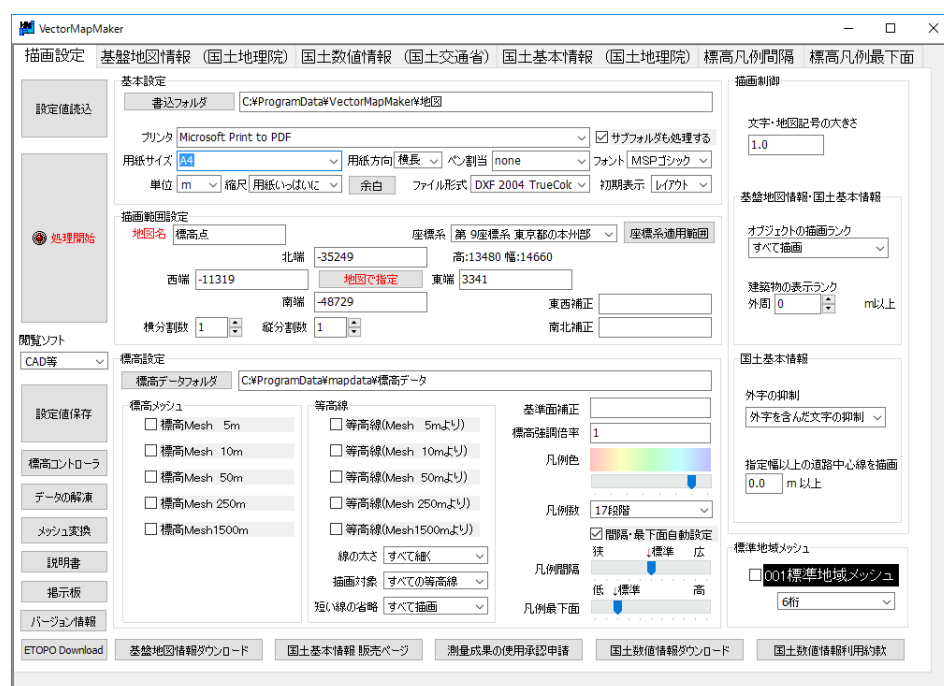 VectorMapMaker
描画設定 基盤地図情報 (国土地理院) 国土数値情報 (国土交通省) 国土基本情報 (国土地理院) 標高凡例間隔 標高凡例最下面
設定値読込
処理開始
閲覧ソフト
CAD等
設定値保存
標高コントローラ
データの解凍
メッシュ変換
説明書
掲示板
バージョン情報
ETOPO Download
基本設定
書込フォルダ C:¥ProgramData¥VectorMapMaker¥地図
プリンタ Microsoft Print to PDF サブフォルダも処理する
用紙サイズ A4 用紙方向 横長 ペン割当 none フォント MSPゴシック
単位 m 縮尺 用紙いっぱいに 余白 ファイル形式 DXF 2004 TrueColc 初期表示 レイアウト
描画範囲設定
地図名 標高点 座標系 第 9座標系 東京都の本州部 座標系適用範囲
北端 -35249 高:13480 幅:14660
西端 -11319 地図で指定 東端 3341
南端 -48729 東西補正
横分割数 1 縦分割数 1 南北補正
標高設定
標高データフォルダ C:¥ProgramData¥mapdata¥標高データ
標高メッシュ
標高Mesh 5m
標高Mesh 10m
標高Mesh 50m
標高Mesh 250m
標高Mesh1500m
等高線
等高線(Mesh 5mより)
等高線(Mesh 10mより)
等高線(Mesh 50mより)
等高線(Mesh 250mより)
等高線(Mesh1500mより)
線の太さ すべて細く
描画対象 すべての等高線
短い線の省略 すべて描画
基準面補正
標高強調倍率 1
凡例色
凡例数 17段階
間隔・最下面自動設定
狭 ↓標準 広
凡例間隔
低 ↓標準 高
凡例最下面
描画制御
文字・地図記号の大きさ
1.0
基盤地図情報・国土基本情報
オブジェクトの描画ランク
すべて描画
建築物の表示ランク
外周 0 m以上
国土基本情報
外字の抑制
外字を含んだ文字の抑制
指定幅以上の道路中心線を描画
0.0 m 以上
標準地域メッシュ
001標準地域メッシュ
6桁
基盤地図情報ダウンロード 国土基本情報 販売ページ 測量成果の使用承認申請 国土数値情報ダウンロード 国土数値情報利用約款